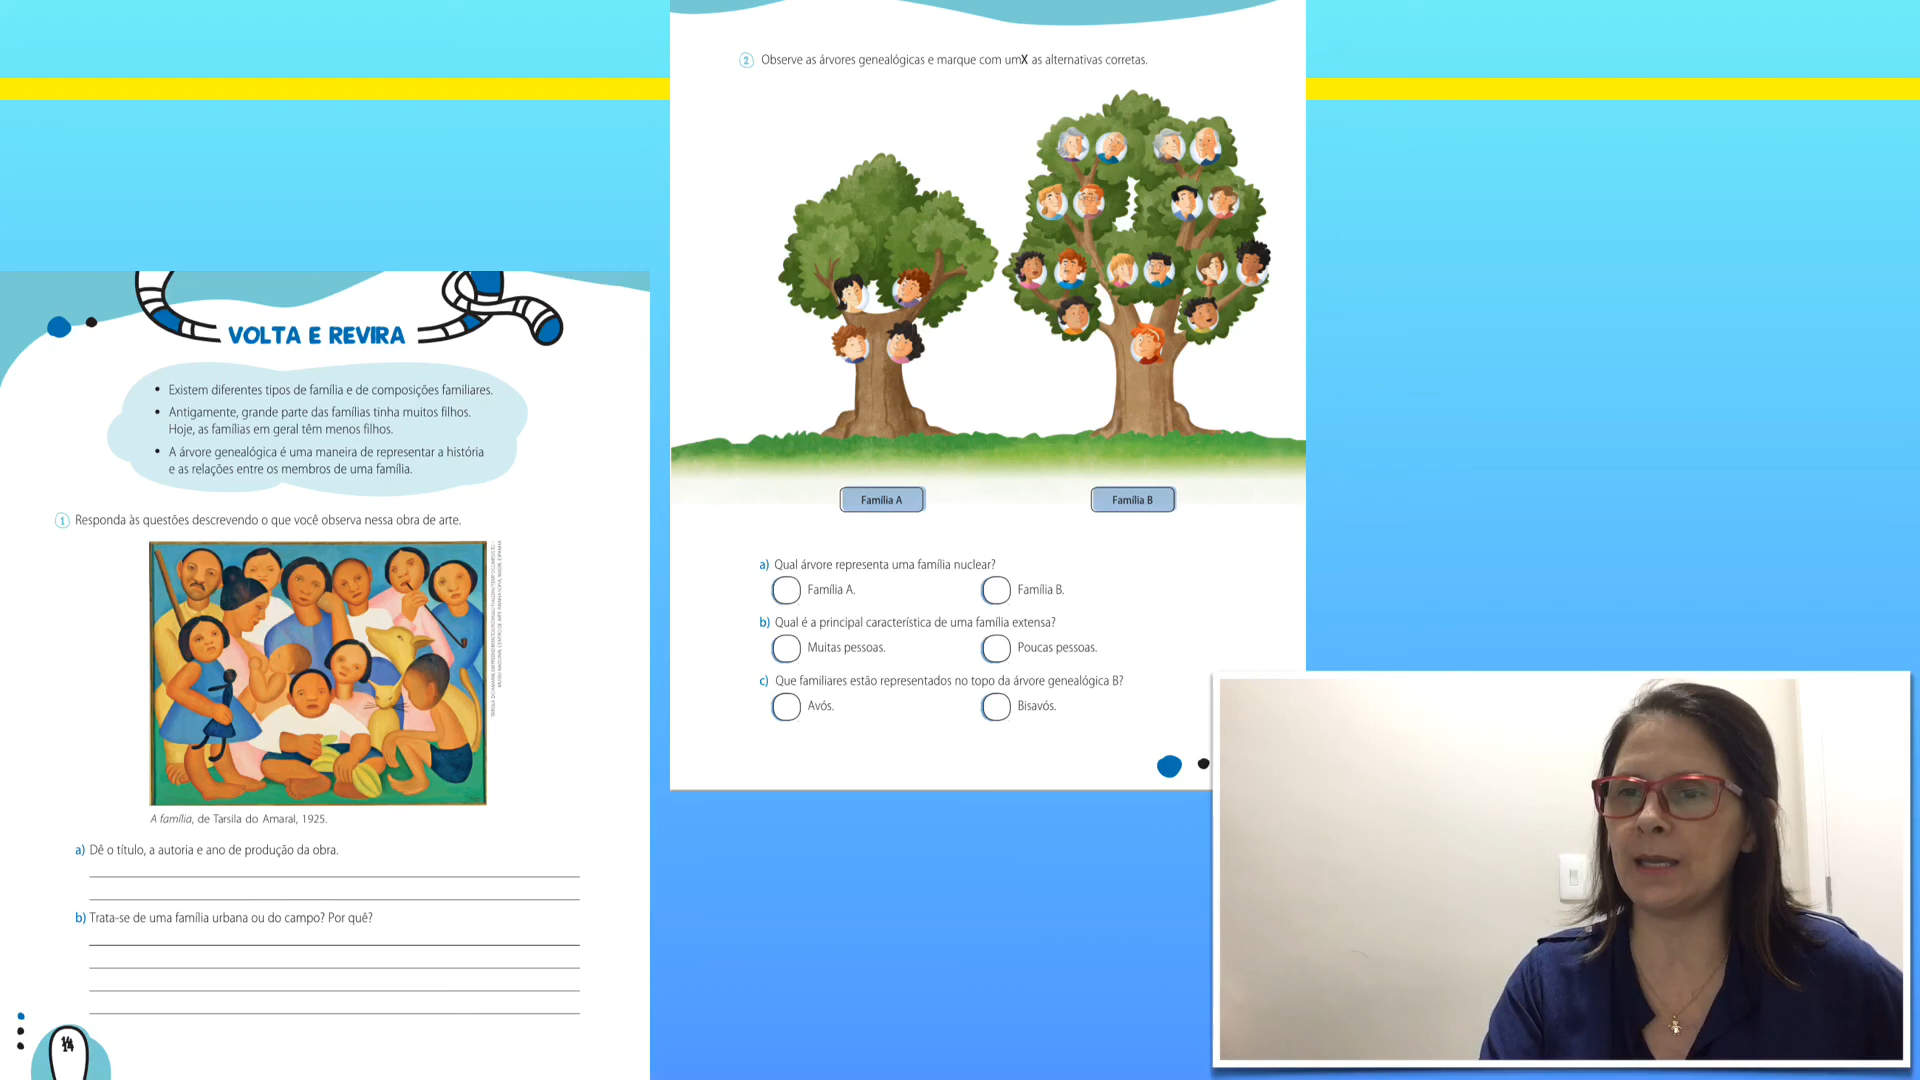 VOLTA E REVIRA
• Existem diferentes tipos de família e de composições familiares.
• Antigamente, grande parte das famílias tinha muitos filhos.
Hoje, as famílias em geral têm menos filhos.
• A árvore genealógica é uma maneira de representar a história
e as relações entre os membros de uma família.
1 Responda às questões descrevendo o que você observa nessa obra de arte.
A família, de Tarsila do Amaral, 1925.
a) Dê o título, a autoria e ano de produção da obra.
b) Trata-se de uma família urbana ou do campo? Por quê?
14
2 Observe as árvores genealógicas e marque com um X as alternativas corretas.
Família A
Família B
a) Qual árvore representa uma família nuclear?
Família A. Família B.
b) Qual é a principal característica de uma família extensa?
Muitas pessoas. Poucas pessoas.
c) Que familiares estão representados no topo da árvore genealógica B?
Avós. Bisavós.